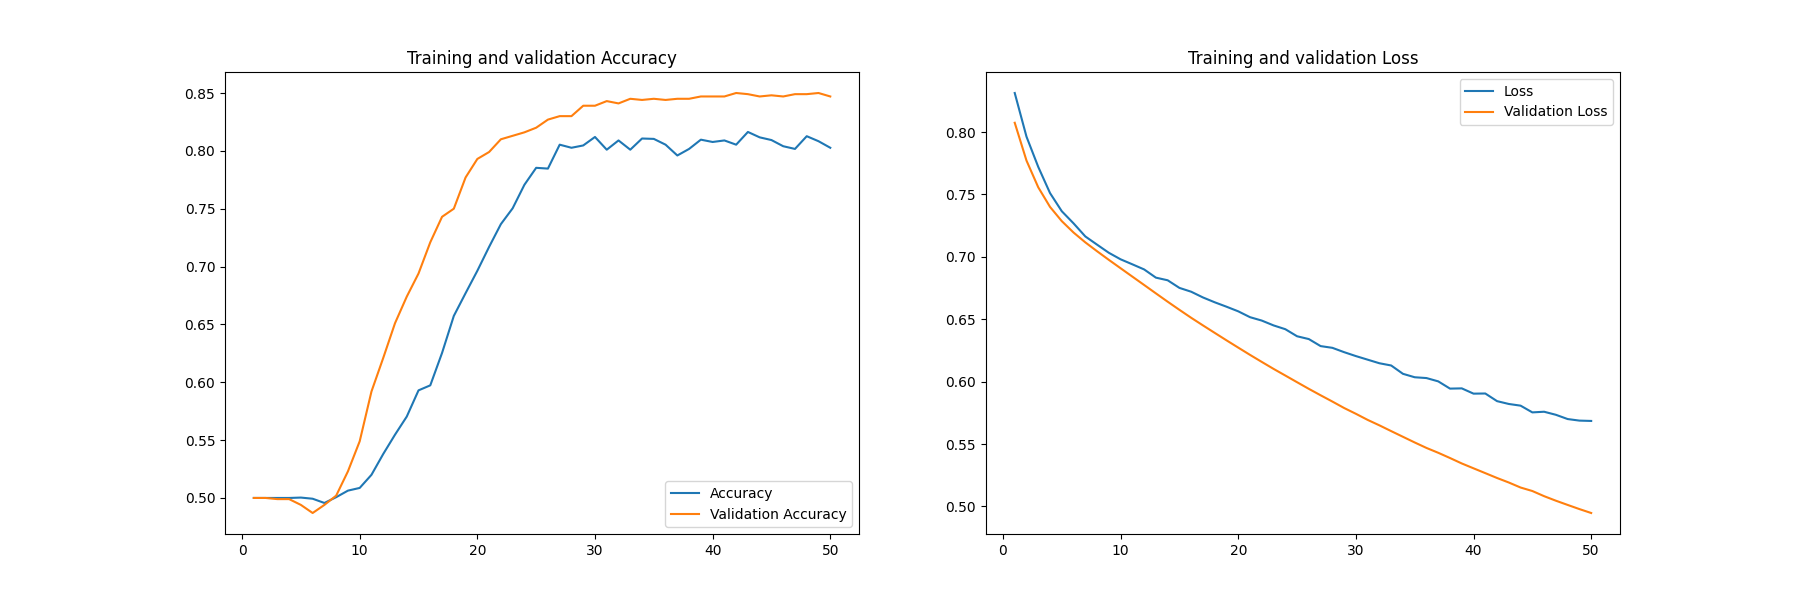 Training and validation Accuracy
0.85
0.80
0.75
0.70
0.65
0.60
0.55
0.50
0 10 20 30 40 50
Accuracy
Validation Accuracy
Training and validation Loss
0.80
0.75
0.70
0.65
0.60
0.55
0.50
0 10 20 30 40 50
Loss
Validation Loss